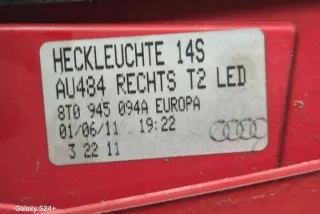 HECKLEUCHTE 14S
AU484 RECHTS T2 LED
8T0 945 094A EUROPA
01/06/11 19:22
3 22 11
Galaxy S24+